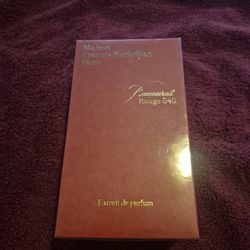 Maison
Francis Kurkdjian
Paris
Baccarat
Rouge 540
Extrait de parfum